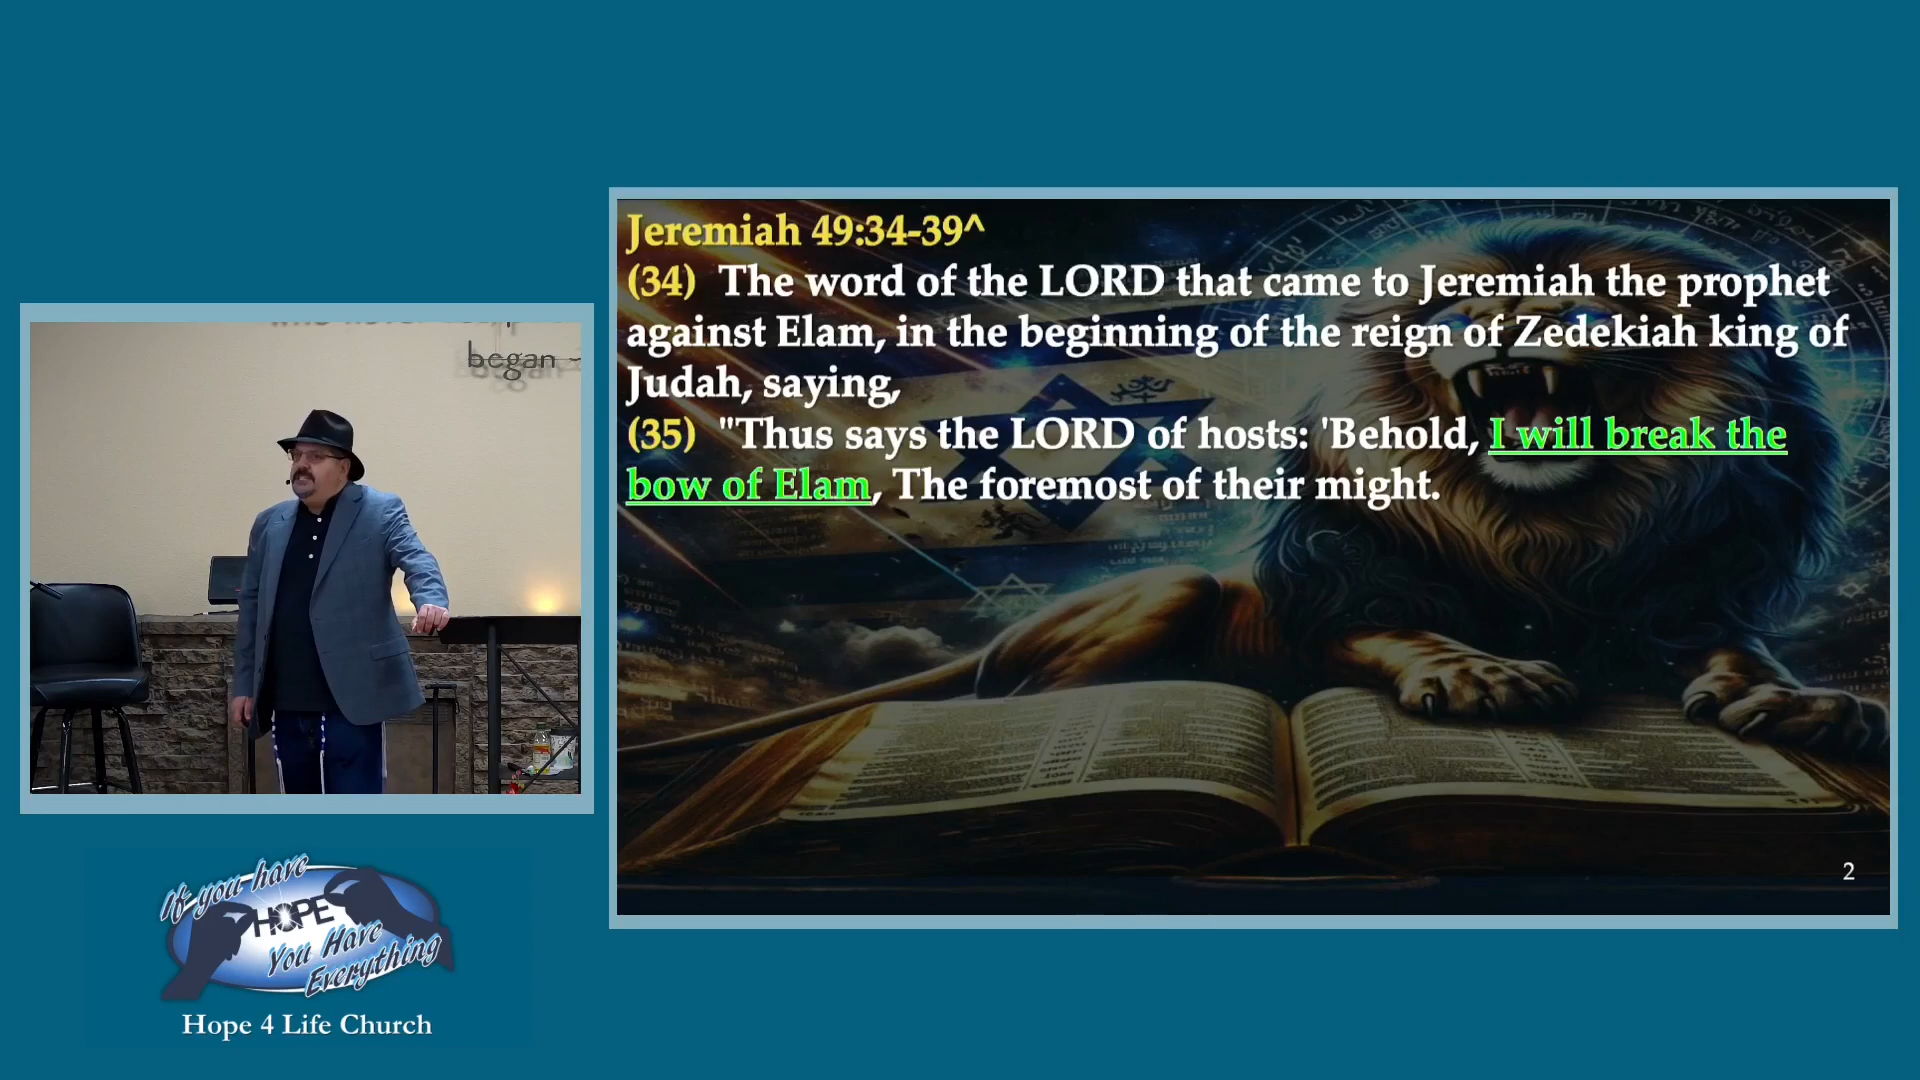 began
Jeremiah 49:34-39^
(34) The word of the LORD that came to Jeremiah the prophet
against Elam, in the beginning of the reign of Zedekiah king of
Judah, saying,
(35) "Thus says the LORD of hosts: 'Behold, I will break the
bow of Elam, The foremost of their might.
2
If you have
HOPE
You Have
Everything
Hope 4 Life Church